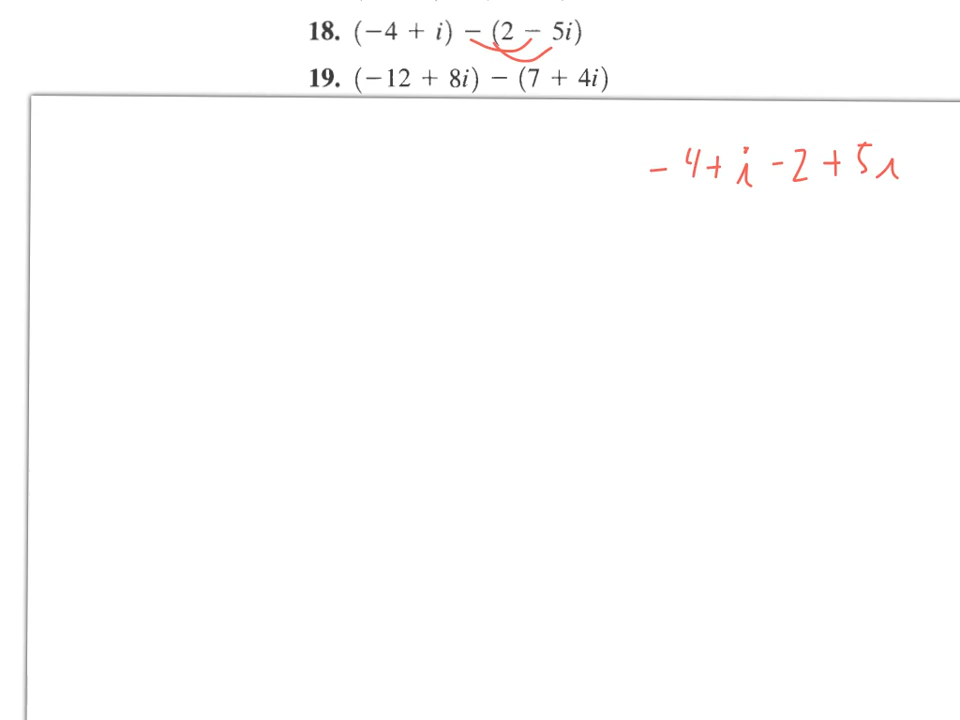 18. (−4 + i) − (2 − 5i)
19. (−12 + 8i) − (7 + 4i)
- 4 + i - 2 + 5i